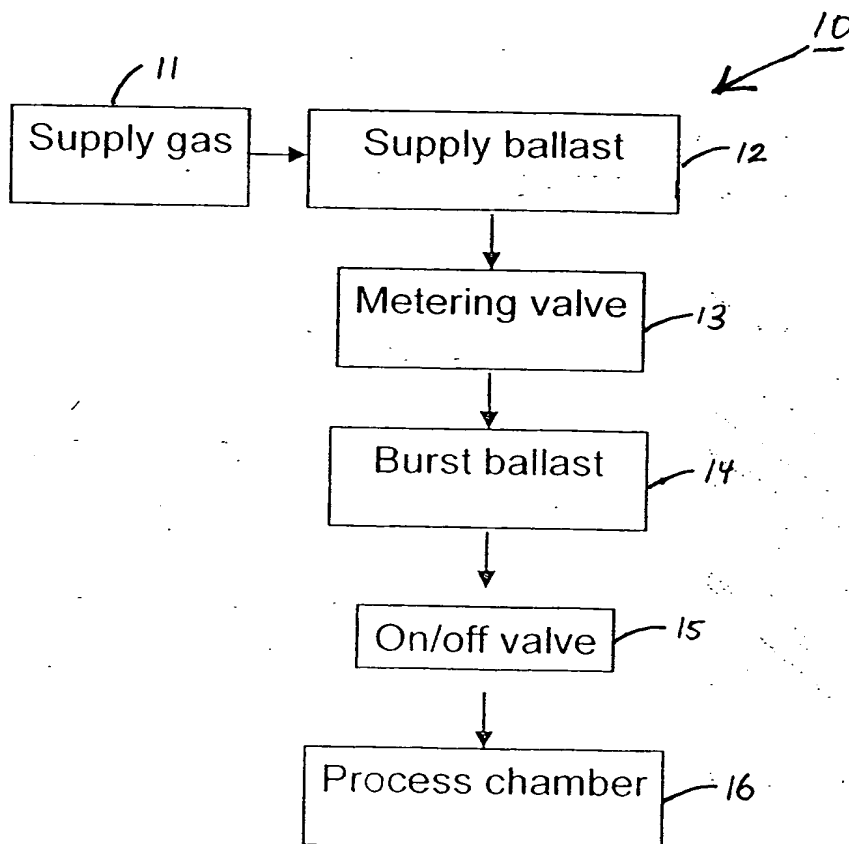 10
11
Supply gas
Supply ballast
12
Metering valve
13
Burst ballast
14
On/off valve
15
Process chamber
16